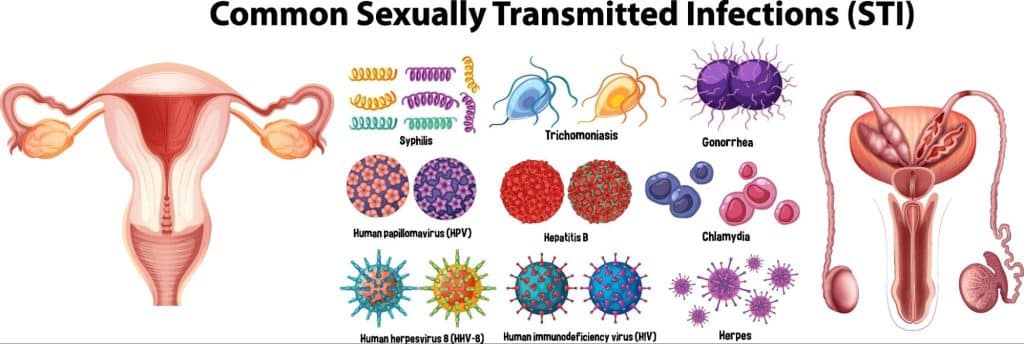 Common Sexually Transmitted Infections (STI)
Syphilis
Trichomoniasis
Gonorrhea
Human papillomavirus (HPV)
Hepatitis B
Chlamydia
Human herpesvirus 8 (HHV-8)
Human immunodeficiency virus (HIV)
Herpes